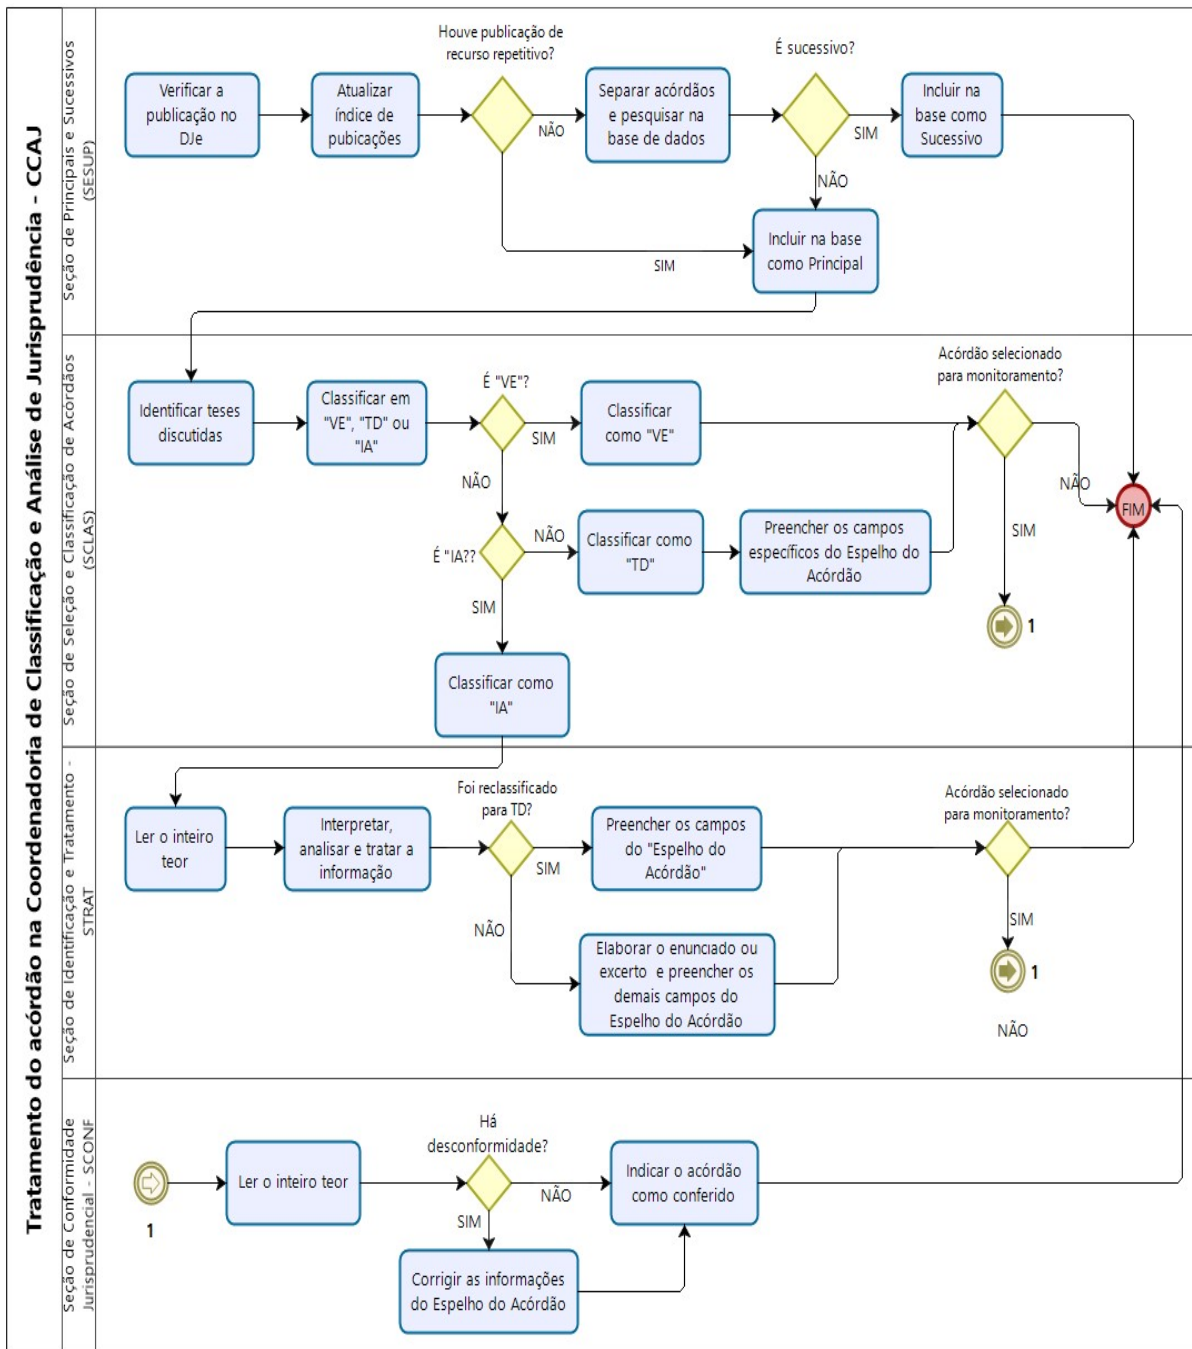 Tratamento do acórdão na Coordenadoria de Classificação e Análise de Jurisprudência - CCAJ
Seção de Principais e Sucessivos
(SESUP)
Houve publicação de
recurso repetitivo?
É sucessivo?
Verificar a
publicação no
DJe
Atualizar
índice de
pubicações
NÃO
Separar acórdãos
e pesquisar na
base de dados
SIM
Incluir na
base como
Sucessivo
NÃO
SIM
Incluir na base
como Principal
Seção de Seleção e Classificação de Acórdãos
(SCLAS)
Identificar teses
discutidas
Classificar em
"VE", "TD" ou
"IA"
É "VE"?
SIM
Classificar
como "VE"
Acórdão selecionado
para monitoramento?
NÃO
NÃO
FIM
É "IA??
NÃO
Classificar como
"TD"
Preencher os campos
específicos do Espelho do
Acórdão
SIM
SIM
1
Classificar como
"IA"
Seção de Identificação e Tratamento -
STRAT
Ler o inteiro
teor
Interpretar,
analisar e tratar a
informação
Foi reclassificado
para TD?
SIM
Preencher os campos
do "Espelho do
Acórdão"
Acórdão selecionado
para monitoramento?
NÃO
Elaborar o enunciado ou
excerto e preencher os
demais campos do
Espelho do Acórdão
SIM
1
NÃO
Seção de Conformidade
Jurisprudencial - SCONF
1
Ler o inteiro teor
Há
desconformidade?
NÃO
Indicar o acórdão
como conferido
SIM
Corrigir as informações
do Espelho do Acórdão